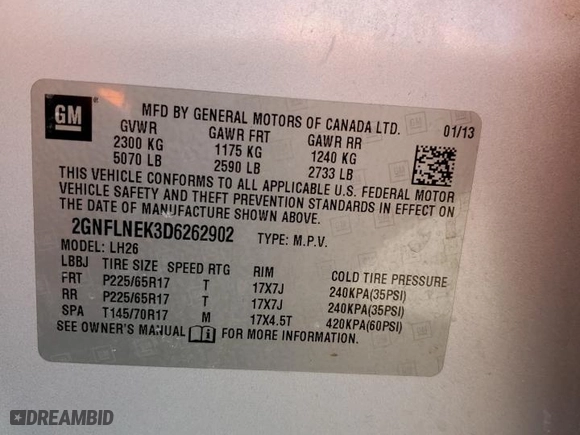 GM
MFD BY GENERAL MOTORS OF CANADA LTD.
01/13
GVWR GAWR FRT GAWR RR
2300 KG 1175 KG 1240 KG
5070 LB 2590 LB 2733 LB
THIS VEHICLE CONFORMS TO ALL APPLICABLE U.S. FEDERAL MOTOR
VEHICLE SAFETY AND THEFT PREVENTION STANDARDS IN EFFECT ON
THE DATE OF MANUFACTURE SHOWN ABOVE.
2GNFLNEK3D6262902 TYPE: M.P.V.
MODEL: LH26
LBBJ TIRE SIZE SPEED RTG RIM COLD TIRE PRESSURE
FRT P225/65R17 T 17X7J 240KPA(35PSI)
RR P225/65R17 T 17X7J 240KPA(35PSI)
SPA T145/70R17 M 17X4.5T 420KPA(60PSI)
SEE OWNER'S MANUAL FOR MORE INFORMATION.
DREAMBID